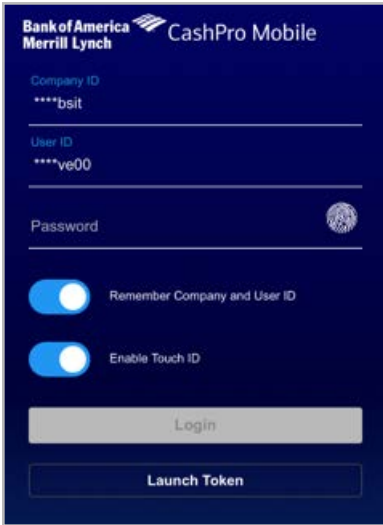 Bank of America
Merrill Lynch
CashPro Mobile
Company ID
****bsit
User ID
****ve00
Password
Remember Company and User ID
Enable Touch ID
Login
Launch Token